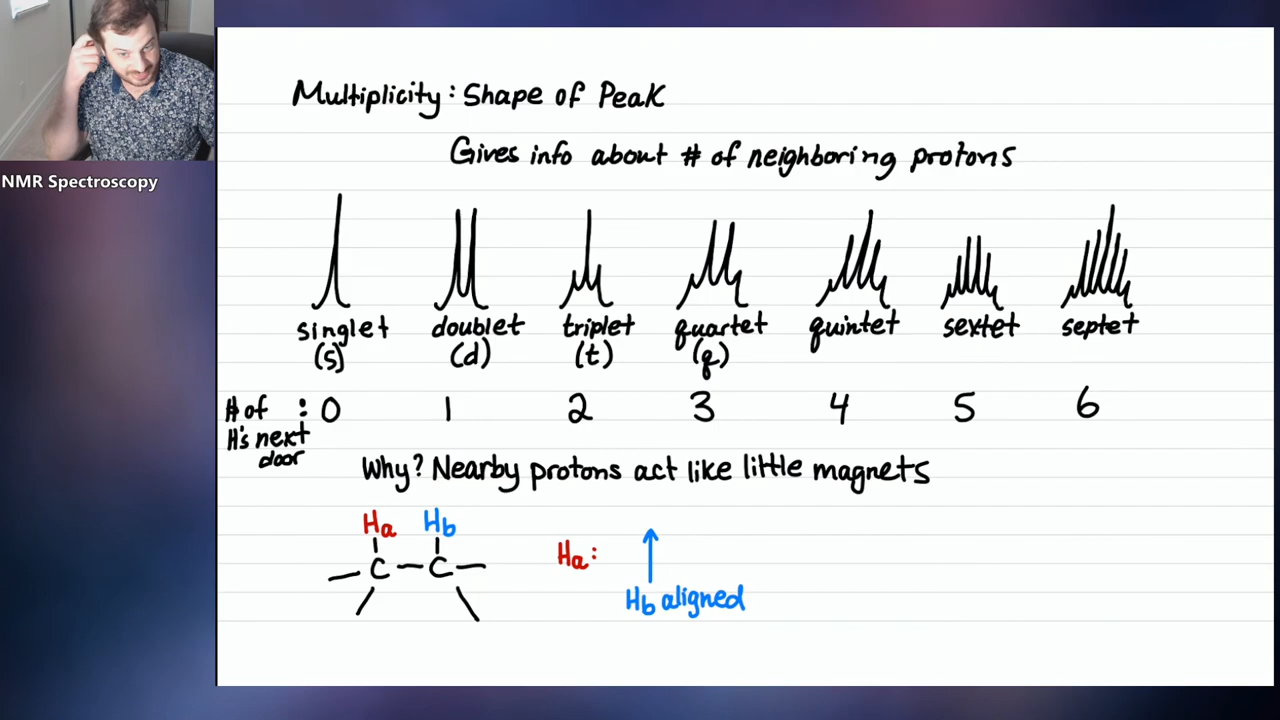 Multiplicity: Shape of Peak
Gives info about # of neighboring protons
NMR Spectroscopy
singlet doublet triplet quartet quintet sextet septet
(s) (d) (t) (q)
# of : 0 1 2 3 4 5 6
H's next
door
Why? Nearby protons act like little magnets
Ha Hb
C C
Ha:
Hb aligned